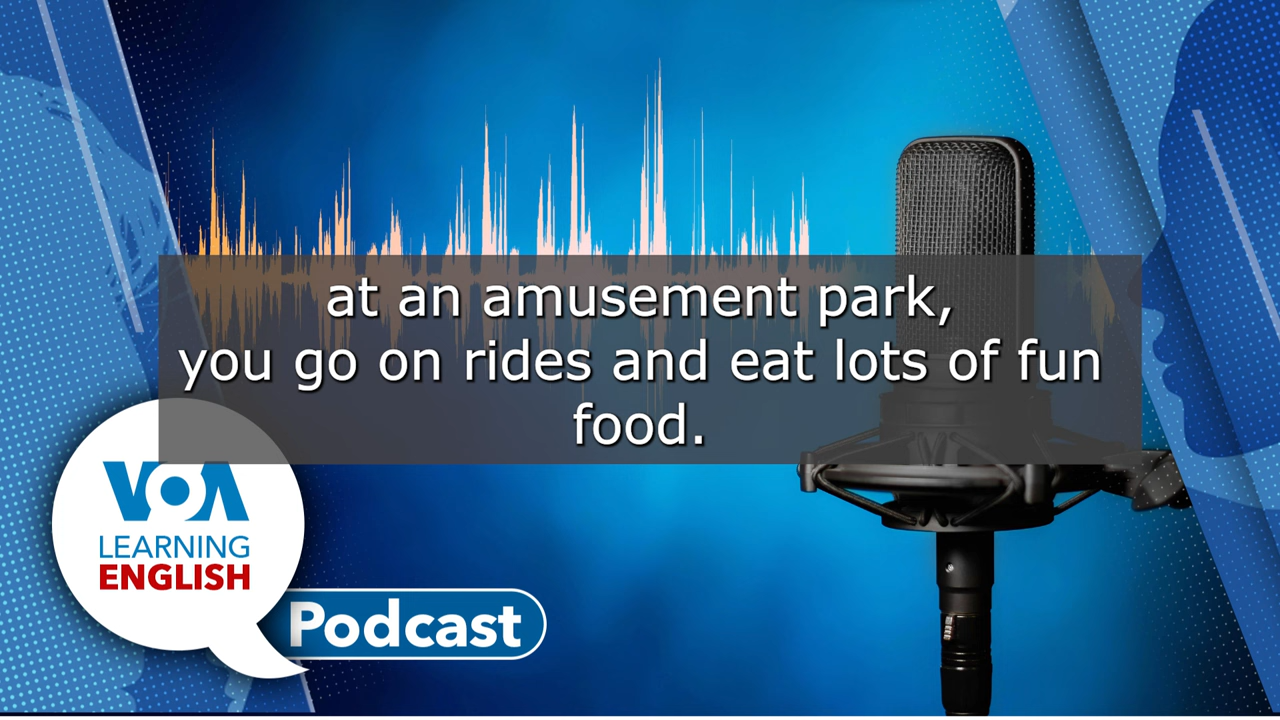 at an amusement park,
you go on rides and eat lots of fun
food.
VOA
LEARNING
ENGLISH
Podcast